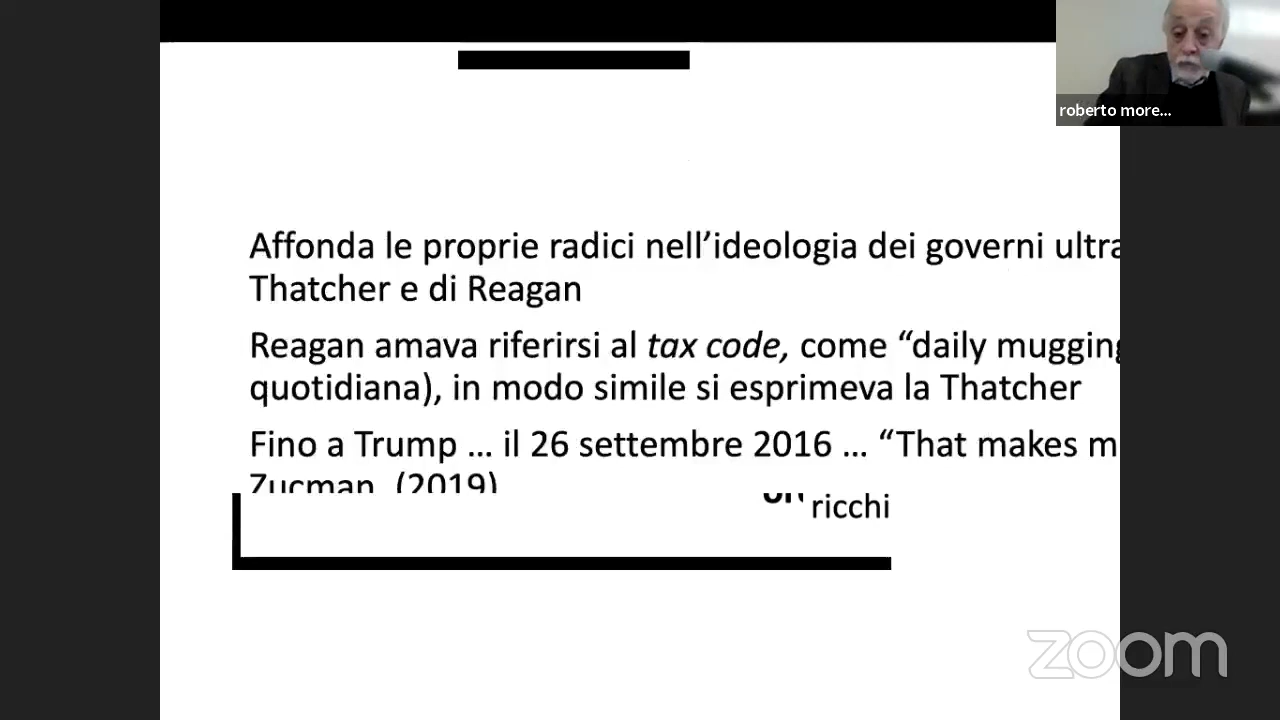 roberto more...
Affonda le proprie radici nell’ideologia dei governi ultra
Thatcher e di Reagan
Reagan amava riferirsi al tax code, come “daily mugging
quotidiana), in modo simile si esprimeva la Thatcher
Fino a Trump … il 26 settembre 2016 … “That makes m
Zucman (2019)
ricchi
zoom